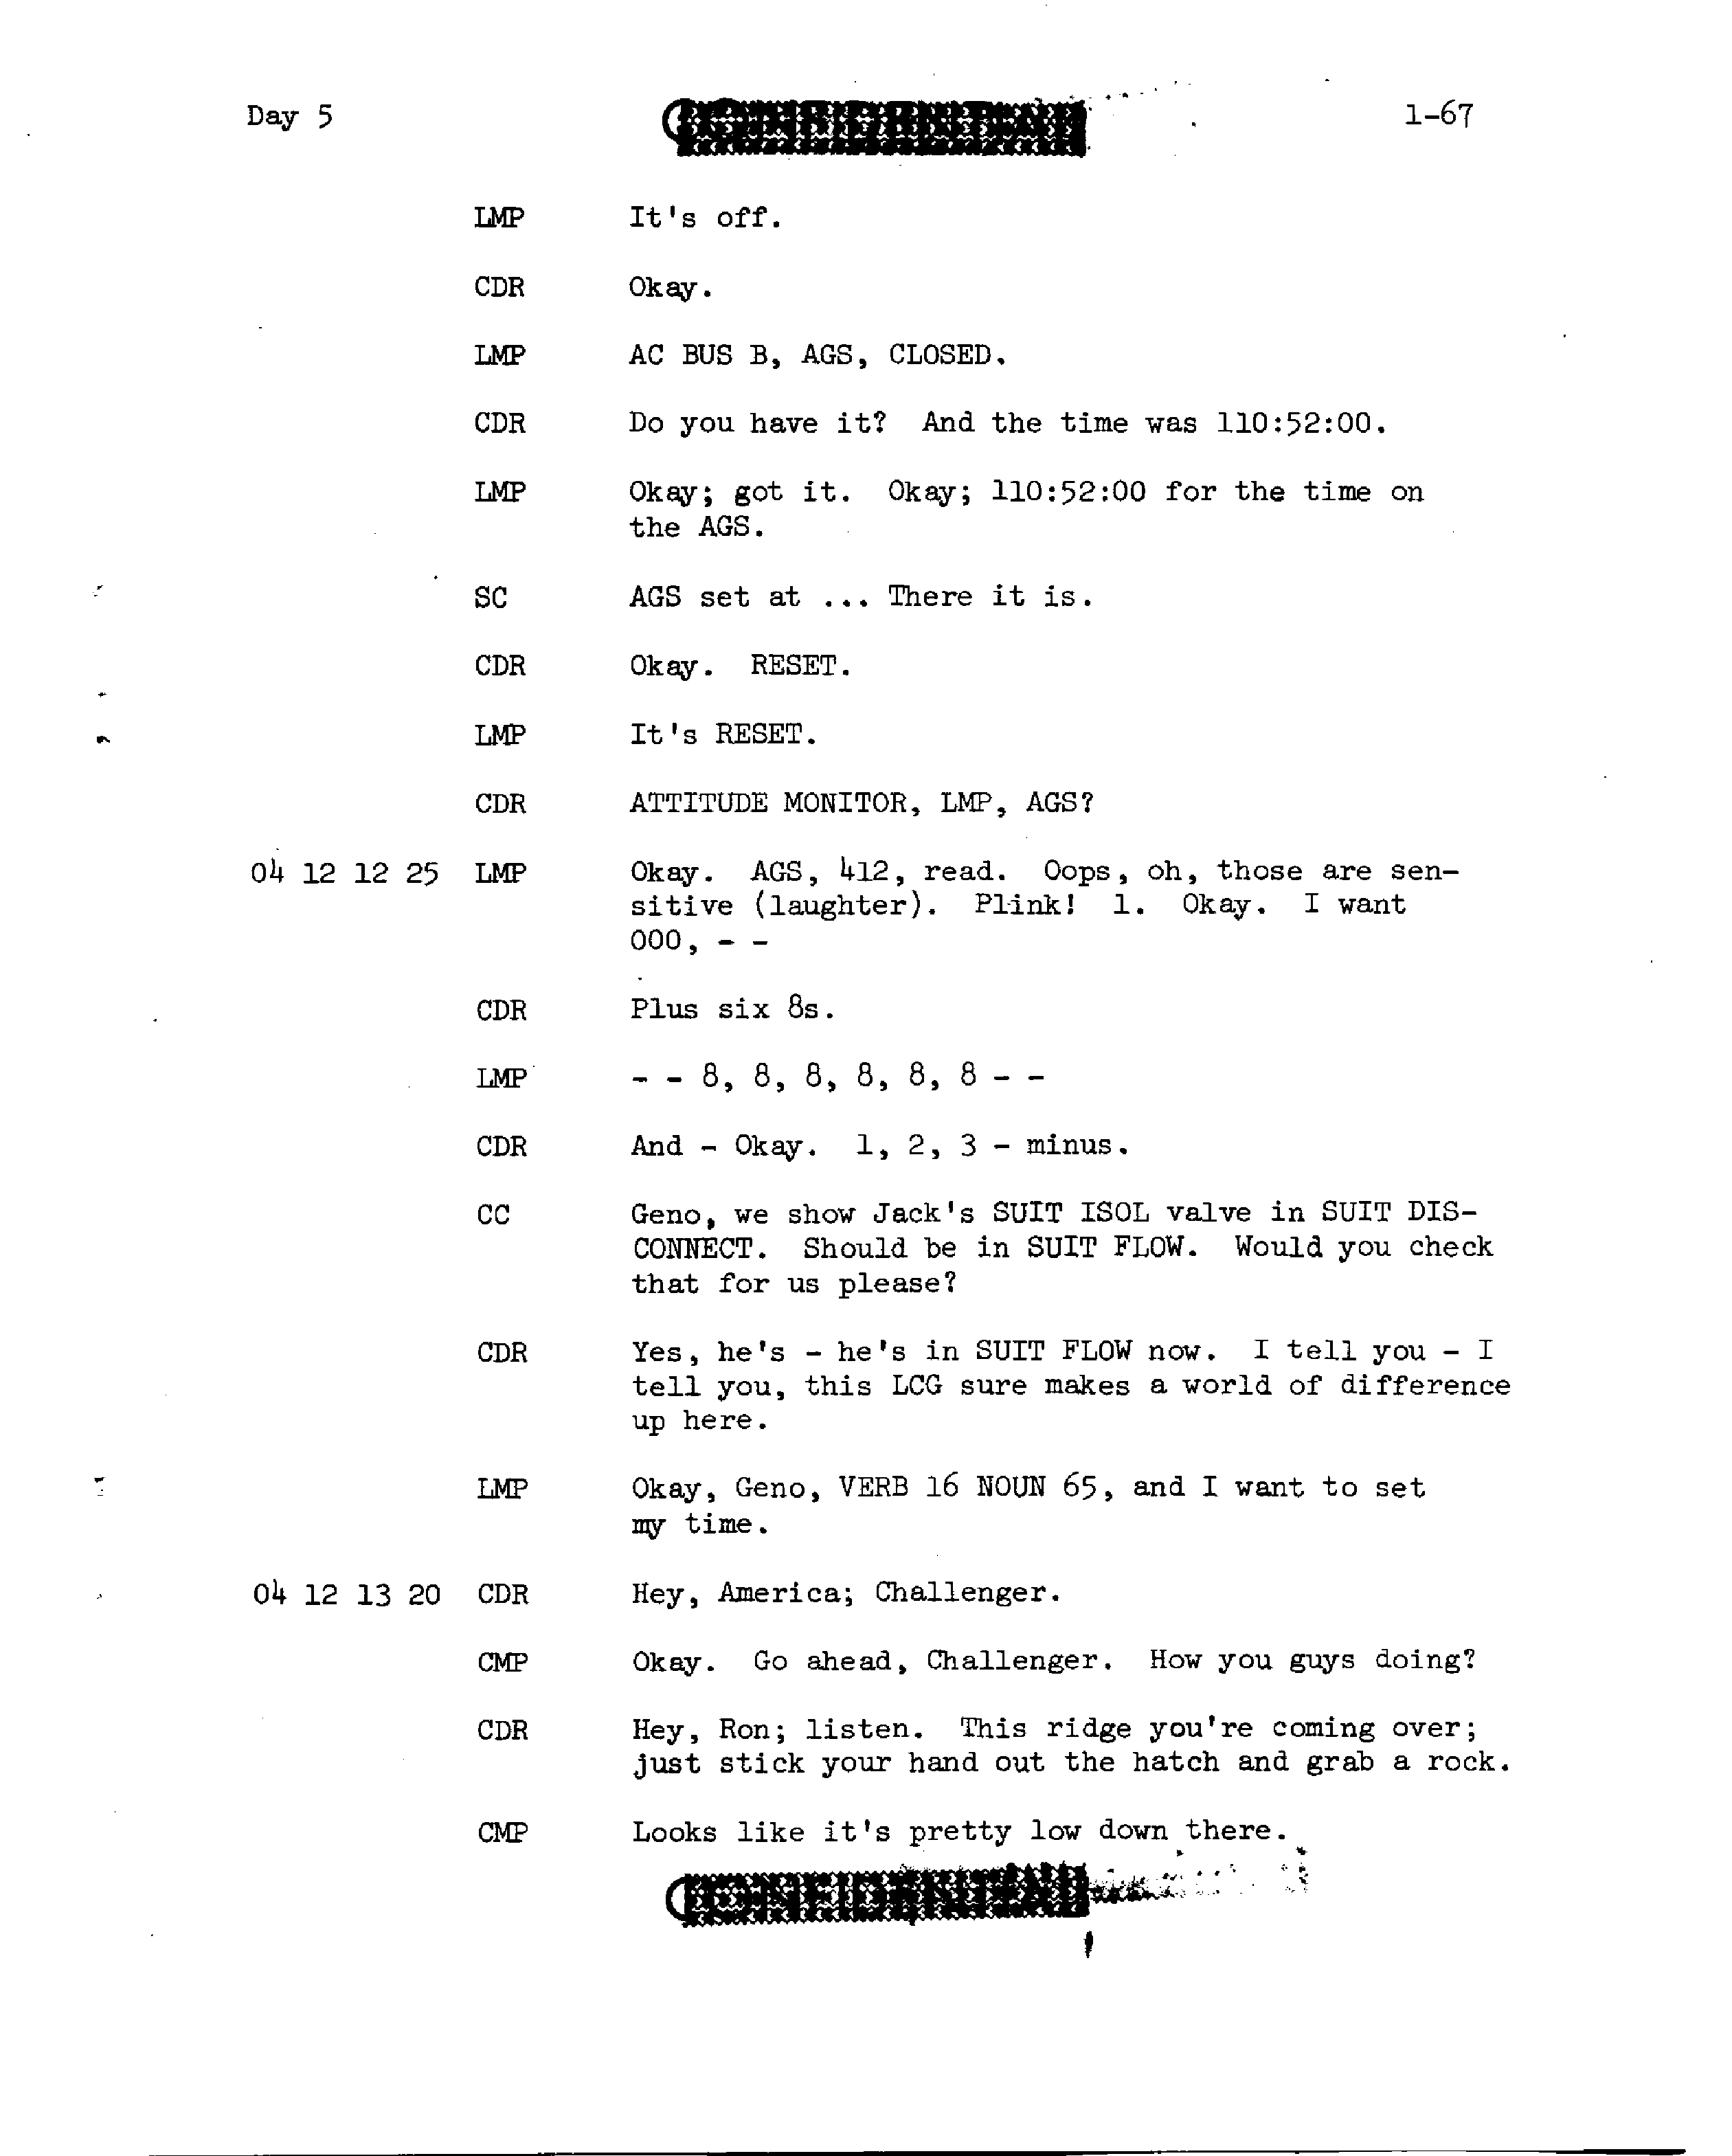 Day 5
CONFIDENTIAL
1-67
LMP It's off.
CDR Okay.
LMP AC BUS B, AGS, CLOSED.
CDR Do you have it? And the time was 110:52:00.
LMP Okay; got it. Okay; 110:52:00 for the time on
the AGS.
SC AGS set at ... There it is.
CDR Okay. RESET.
LMP It's RESET.
CDR ATTITUDE MONITOR, LMP, AGS?
04 12 12 25 LMP Okay. AGS, 412, read. Oops, oh, those are sen-
sitive (laughter). Plink! 1. Okay. I want
000, - -
CDR Plus six 8s.
LMP - - 8, 8, 8, 8, 8, 8 - -
CDR And - Okay. 1, 2, 3 - minus.
CC Geno, we show Jack's SUIT ISOL valve in SUIT DIS-
CONNECT. Should be in SUIT FLOW. Would you check
that for us please?
CDR Yes, he's - he's in SUIT FLOW now. I tell you - I
tell you, this LCG sure makes a world of difference
up here.
LMP Okay, Geno, VERB 16 NOUN 65, and I want to set
my time.
04 12 13 20 CDR Hey, America; Challenger.
CMP Okay. Go ahead, Challenger. How you guys doing?
CDR Hey, Ron; listen. This ridge you're coming over;
just stick your hand out the hatch and grab a rock.
CMP Looks like it's pretty low down there.
CONFIDENTIAL